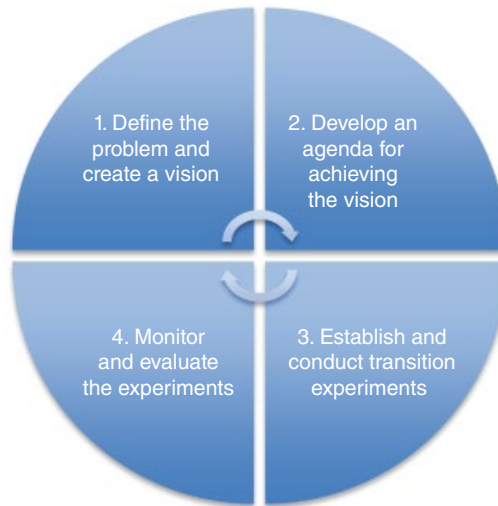 1. Define the
problem and
create a vision
2. Develop an
agenda for
achieving
the vision
3. Establish and
conduct transition
experiments
4. Monitor
and evaluate
the experiments